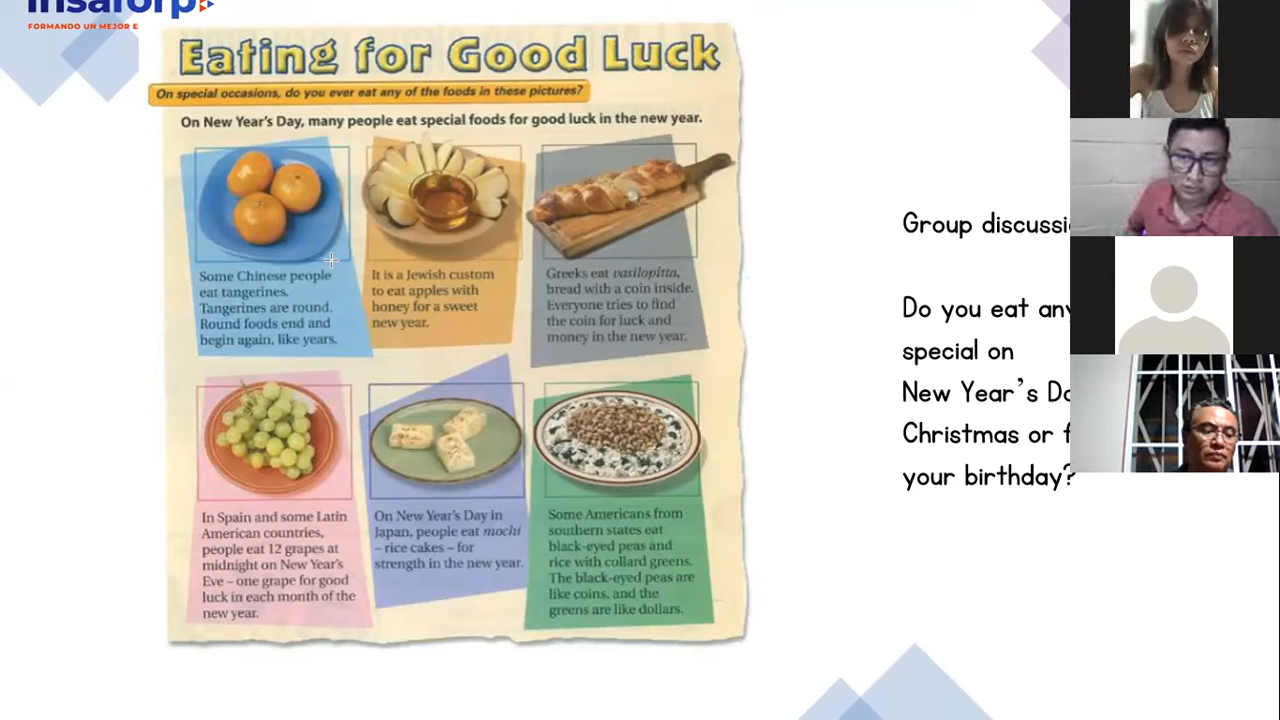 insaforp
FORMANDO UN MEJOR E
Eating for Good Luck
On special occasions, do you ever eat any of the foods in these pictures?
On New Year's Day, many people eat special foods for good luck in the new year.
Some Chinese people
eat tangerines.
Tangerines are round.
Round foods end and
begin again, like years.
It is a Jewish custom
to eat apples with
honey for a sweet
new year.
Greeks eat vasilopitta,
bread with a coin inside.
Everyone tries to find
the coin for luck and
money in the new year.
In Spain and some Latin
American countries,
people eat 12 grapes at
midnight on New Year's
Eve – one grape for good
luck in each month of the
new year.
On New Year's Day in
Japan, people eat mochi
– rice cakes – for
strength in the new year.
Some Americans from
southern states eat
black-eyed peas and
rice with collard greens.
The black-eyed peas are
like coins, and the
greens are like dollars.
Group discussi
Do you eat any
special on
New Year's Da
Christmas or f
your birthday?